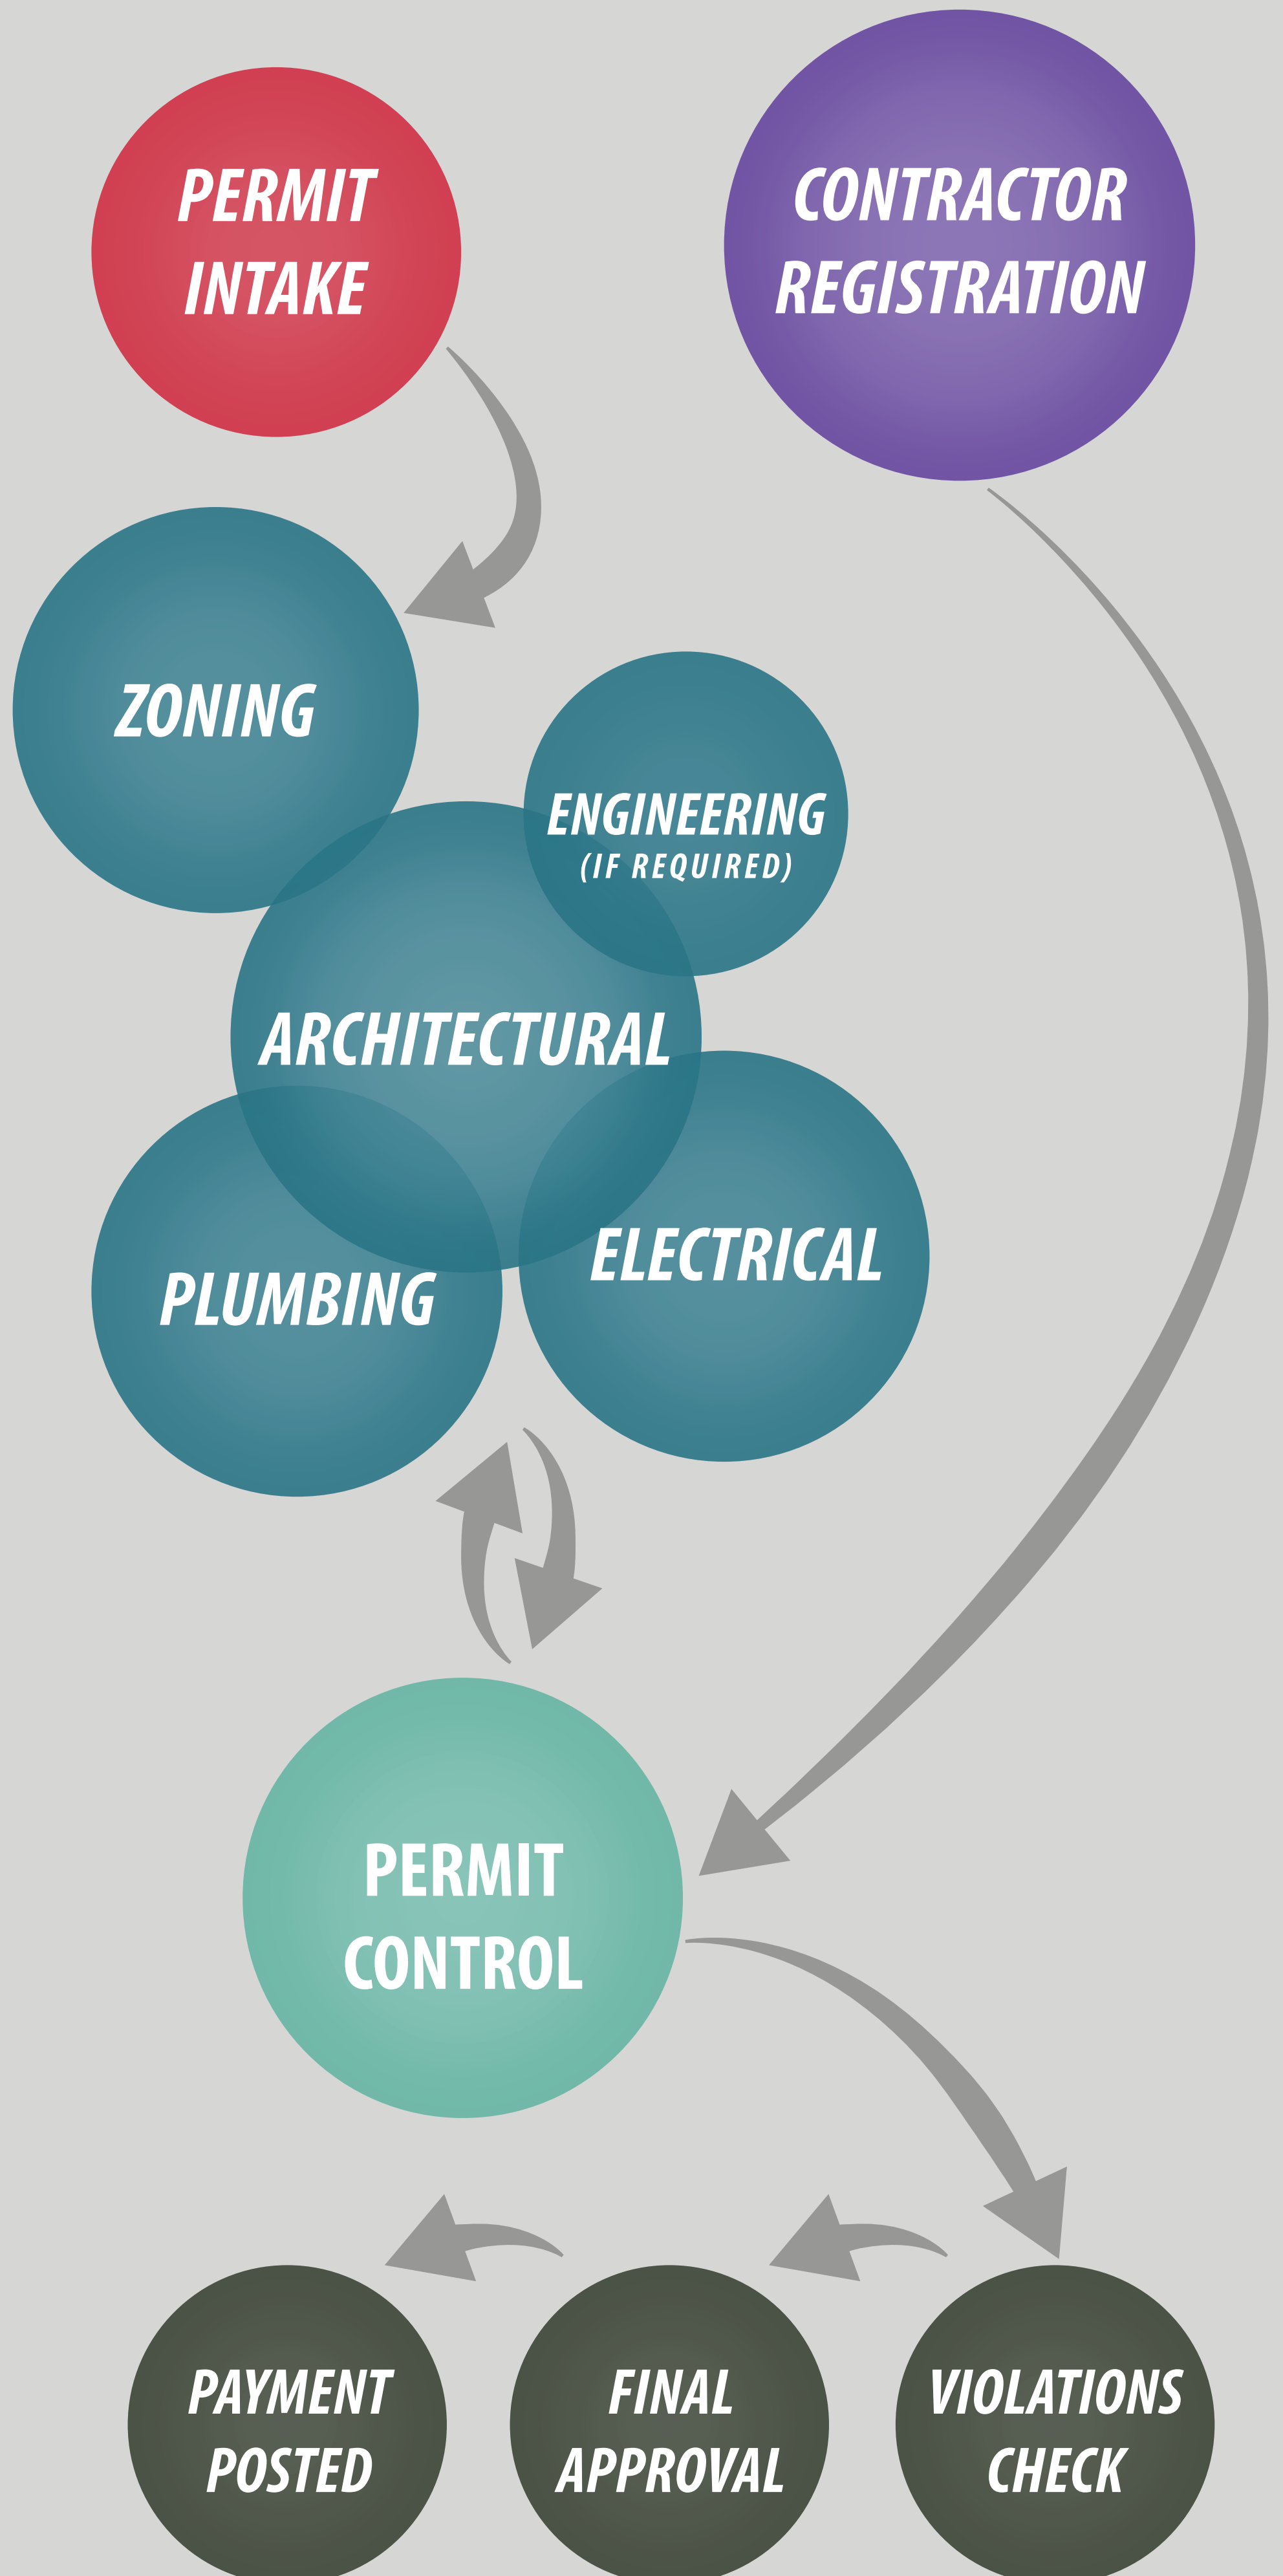 PERMIT
INTAKE
CONTRACTOR
REGISTRATION
ZONING
ENGINEERING
(IF REQUIRED)
ARCHITECTURAL
ELECTRICAL
PLUMBING
PERMIT
CONTROL
PAYMENT
POSTED
FINAL
APPROVAL
VIOLATIONS
CHECK